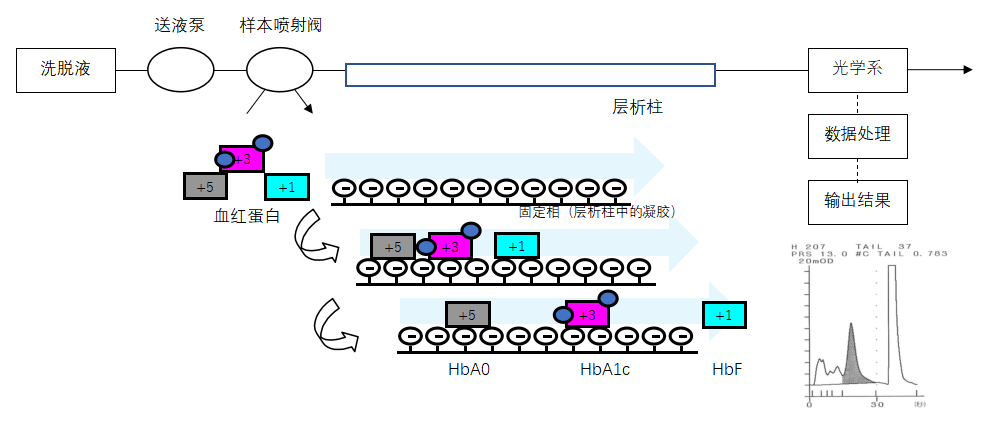 送液泵
样本喷射阀
洗脱液
光学系
层析柱
数据处理
+3
+5
+1
输出结果
血红蛋白
固定相（层析柱中的凝胶）
+5
+3
+1
H 207 TAIL 37
PRS 13.0 #C TAIL 0.783
20mOD
+5
+3
+1
HbA0
HbA1c
HbF
0
30
(秒)